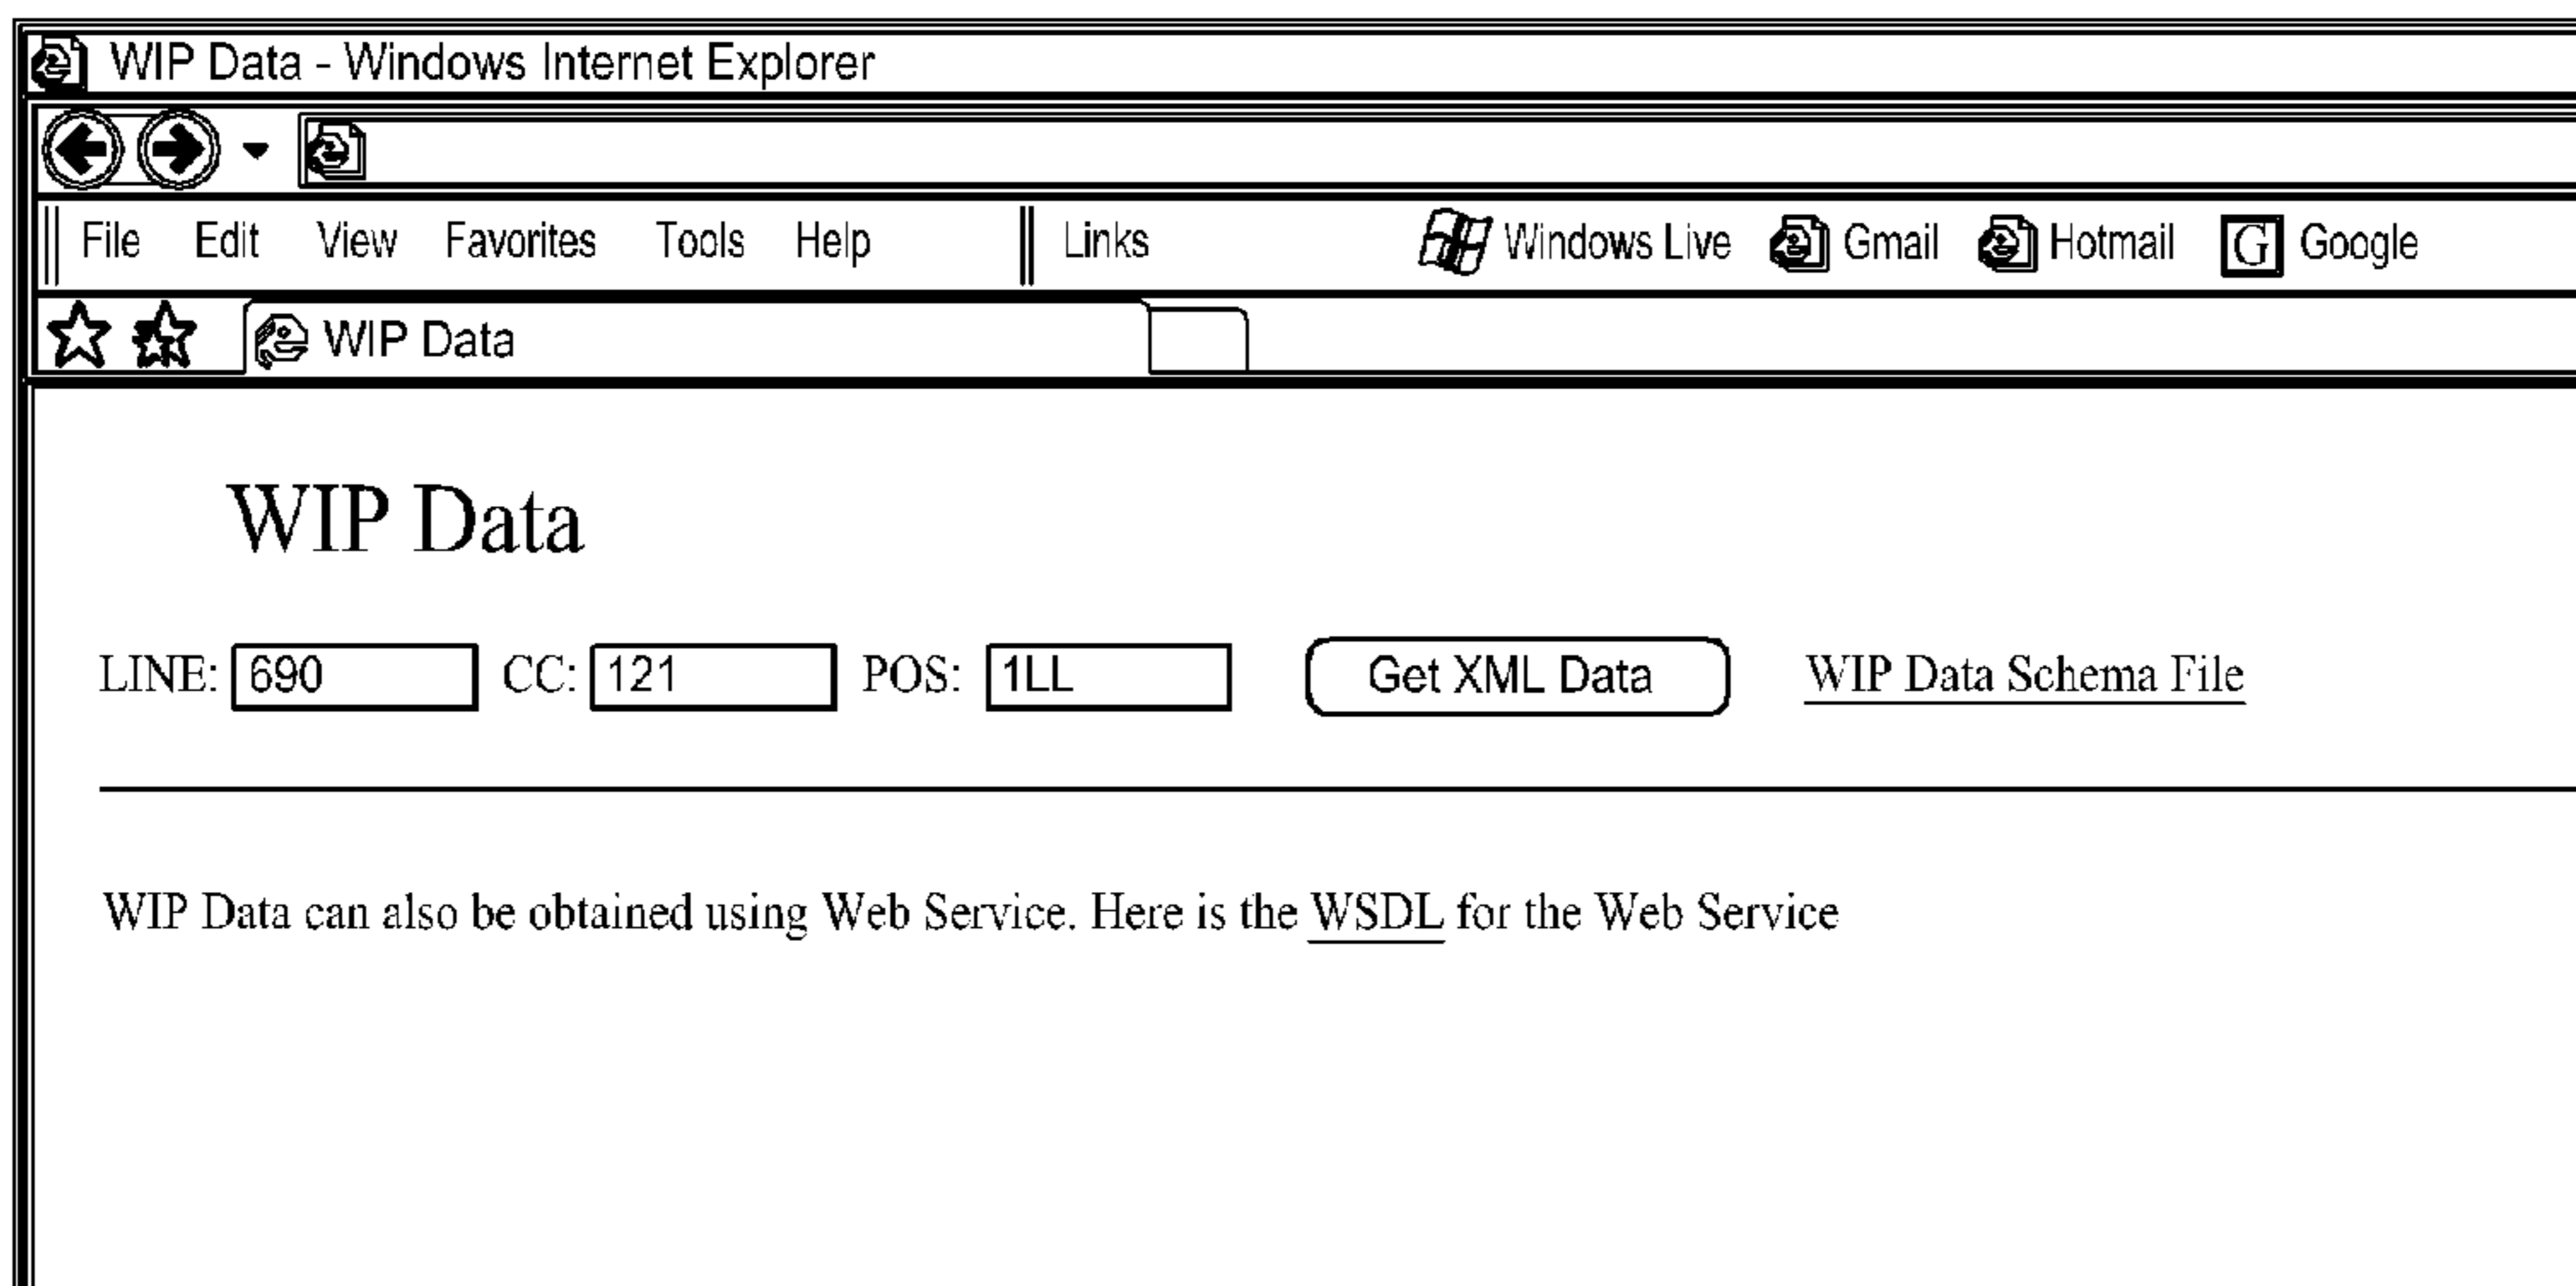 WIP Data - Windows Internet Explorer
File Edit View Favorites Tools Help Links Windows Live Gmail Hotmail G Google
WIP Data
WIP Data
LINE: 690 CC: 121 POS: 1LL Get XML Data WIP Data Schema File
WIP Data can also be obtained using Web Service. Here is the WSDL for the Web Service